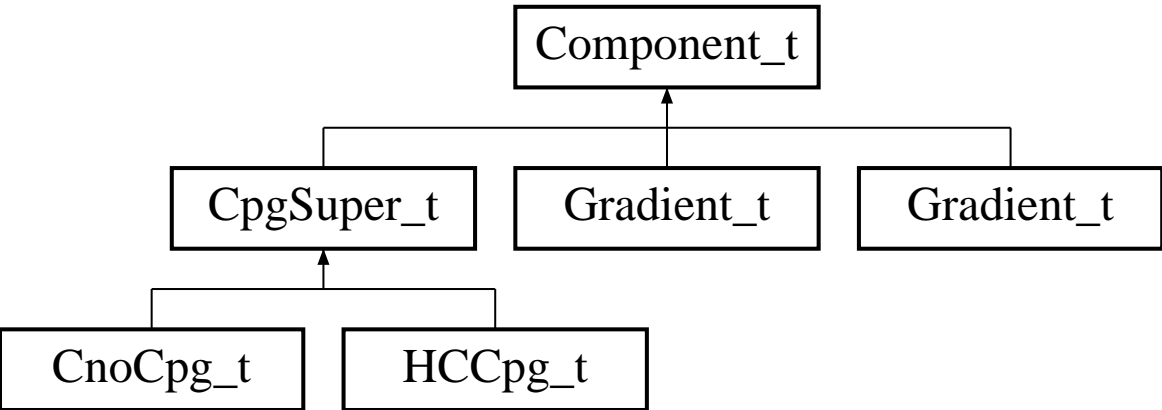 Component_t
CpgSuper_t
Gradient_t
Gradient_t
CnoCpg_t
HCCpg_t